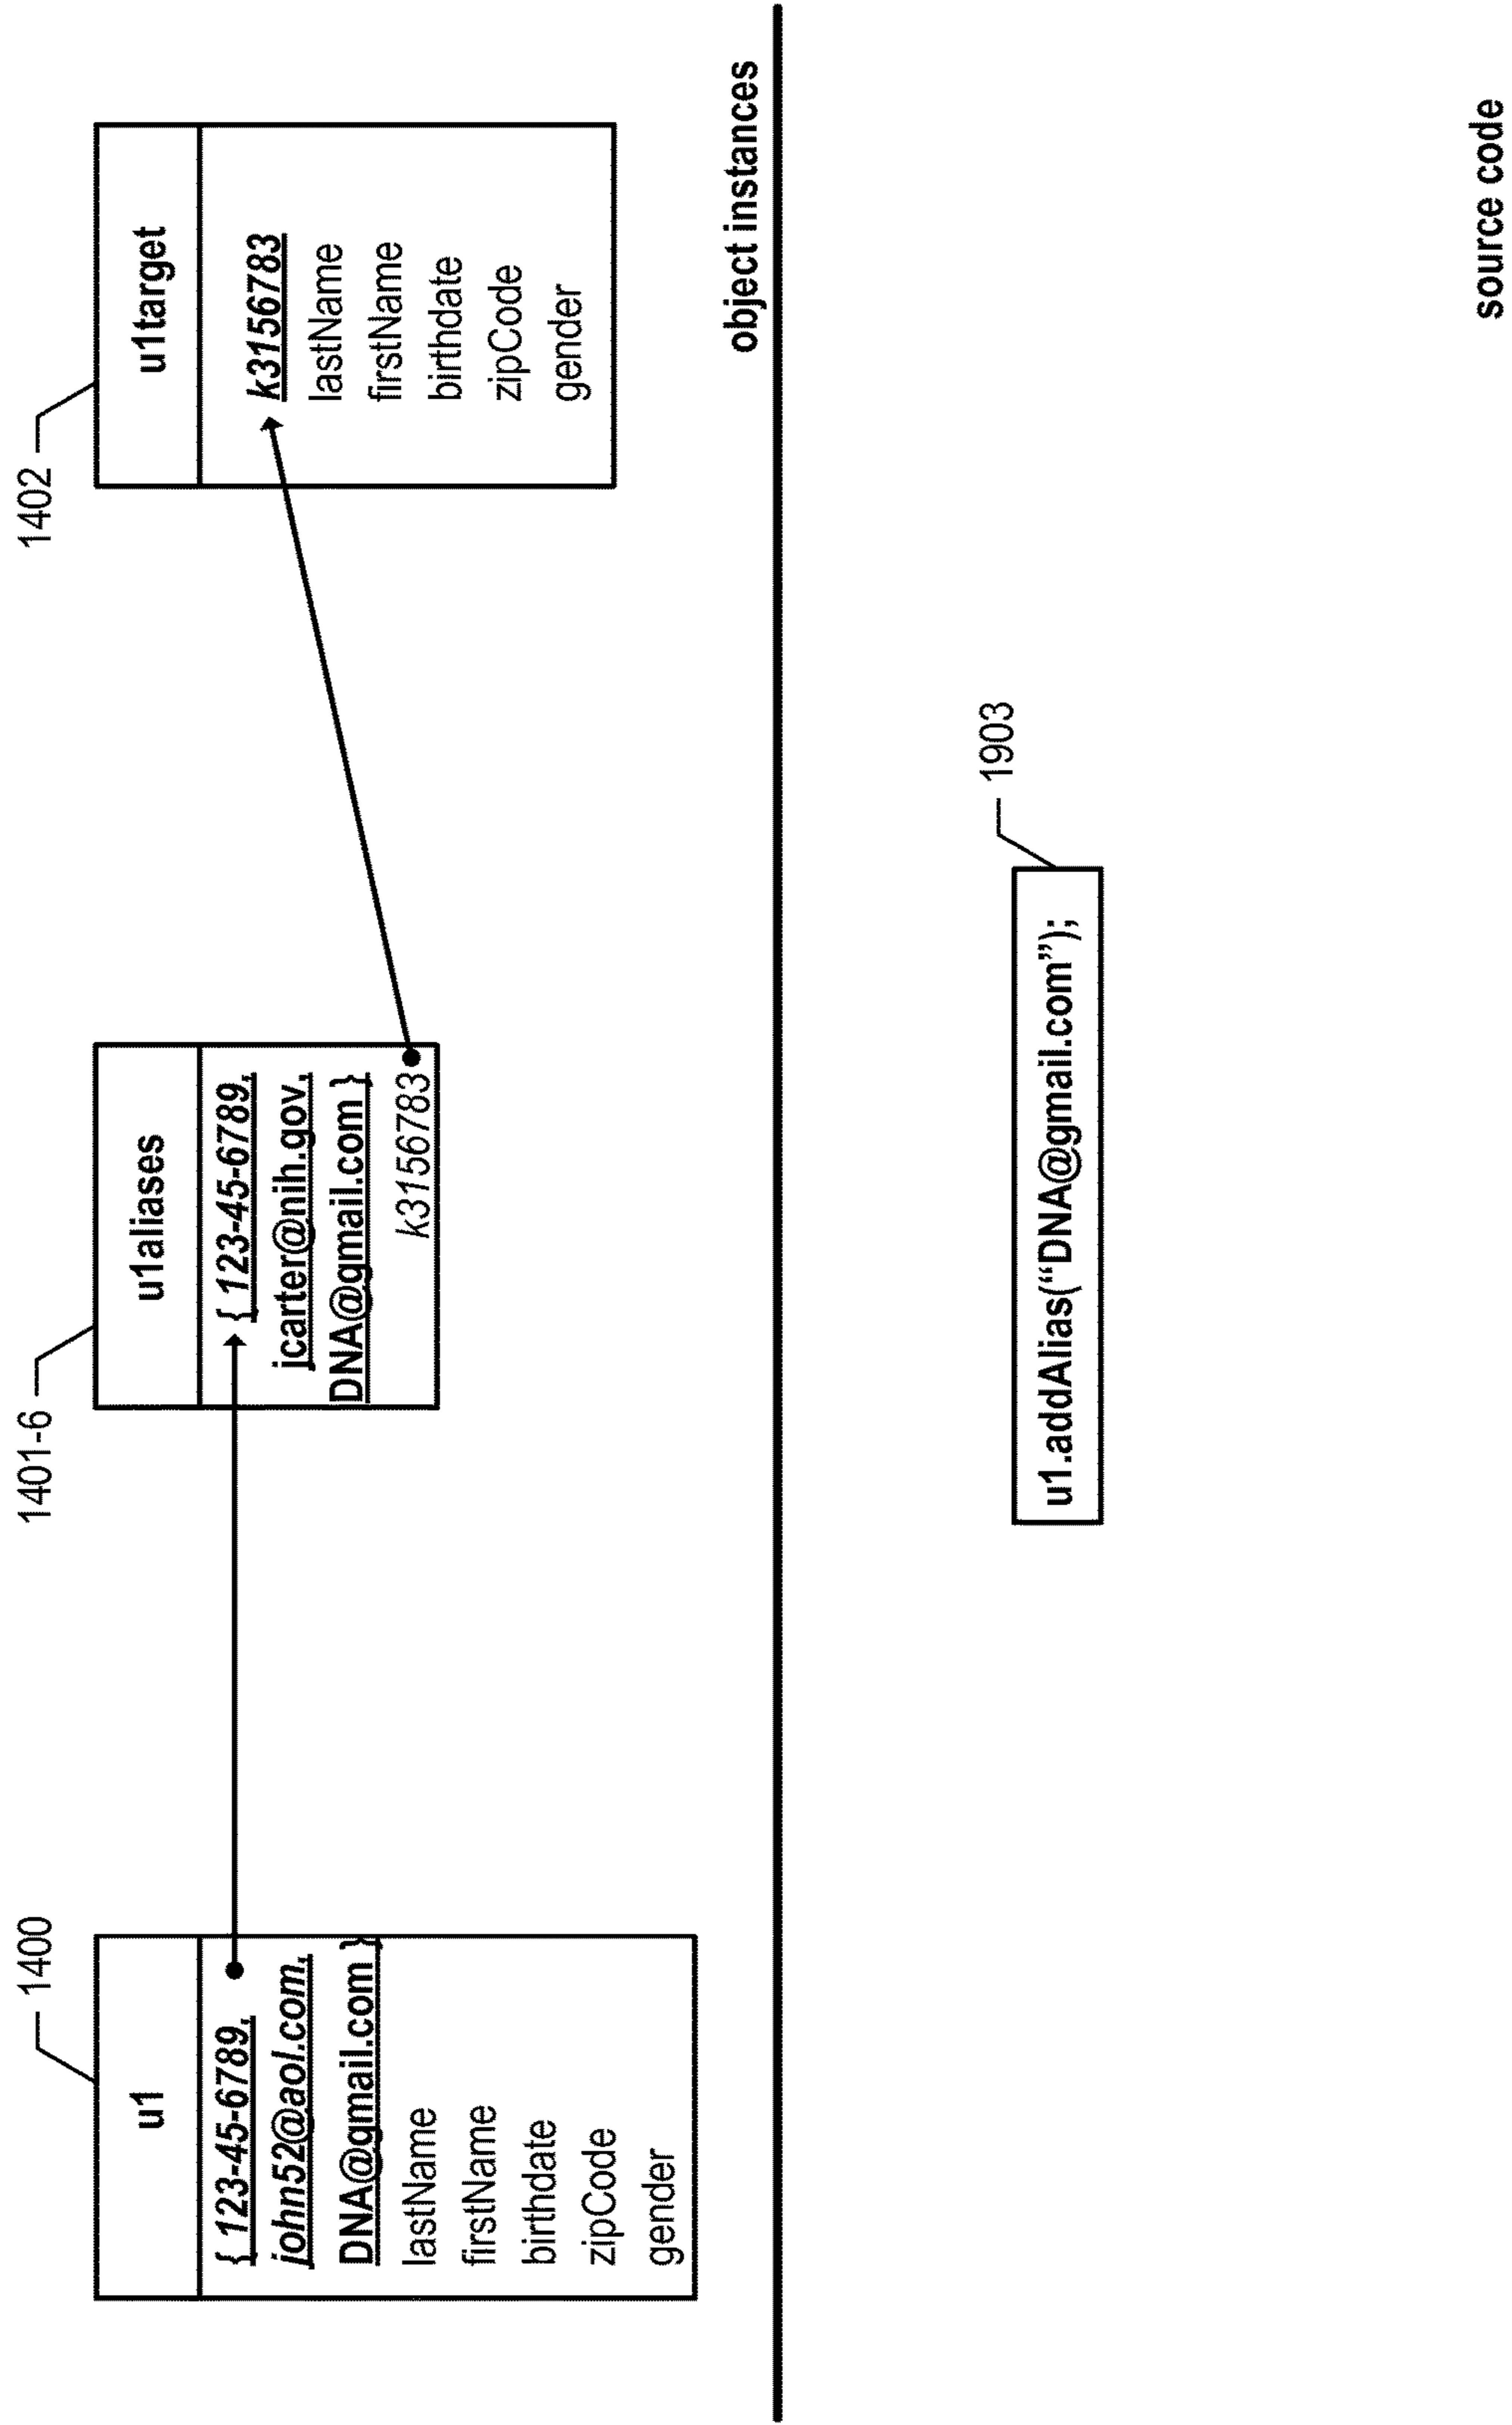 1400
u1
{ 123-45-6789,
john52@aol.com,
DNA@gmail.com }
lastName
firstName
birthdate
zipCode
gender
1401-6
u1aliases
{ 123-45-6789,
jcarter@nih.gov,
DNA@gmail.com }
k3156783
1402
u1target
k3156783
lastName
firstName
birthdate
zipCode
gender
object instances
1903
u1.addAlias(“DNA@gmail.com”);
source code